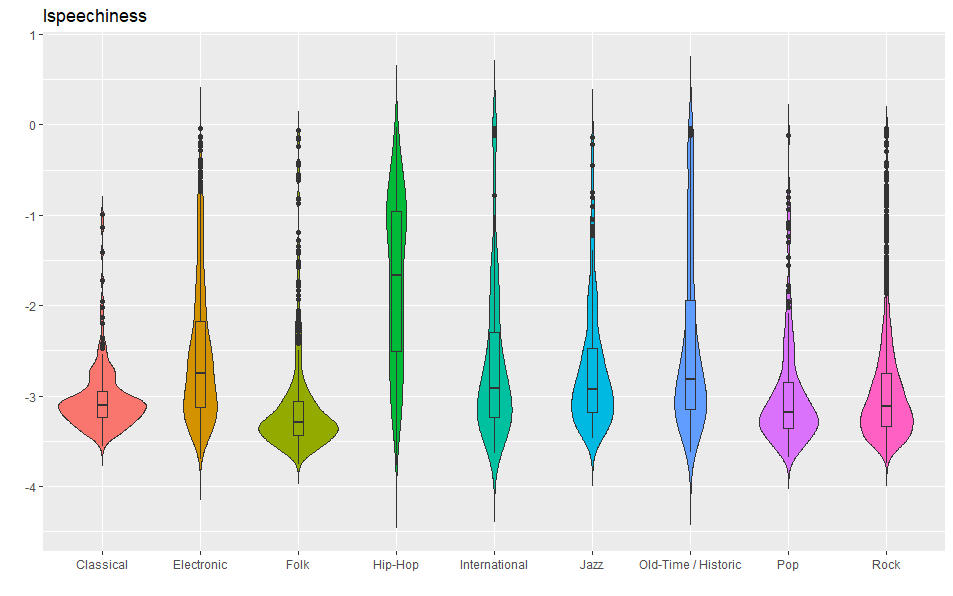 lspeechiness
1
0
-1
-2
-3
-4
Classical
Electronic
Folk
Hip-Hop
International
Jazz
Old-Time / Historic
Pop
Rock